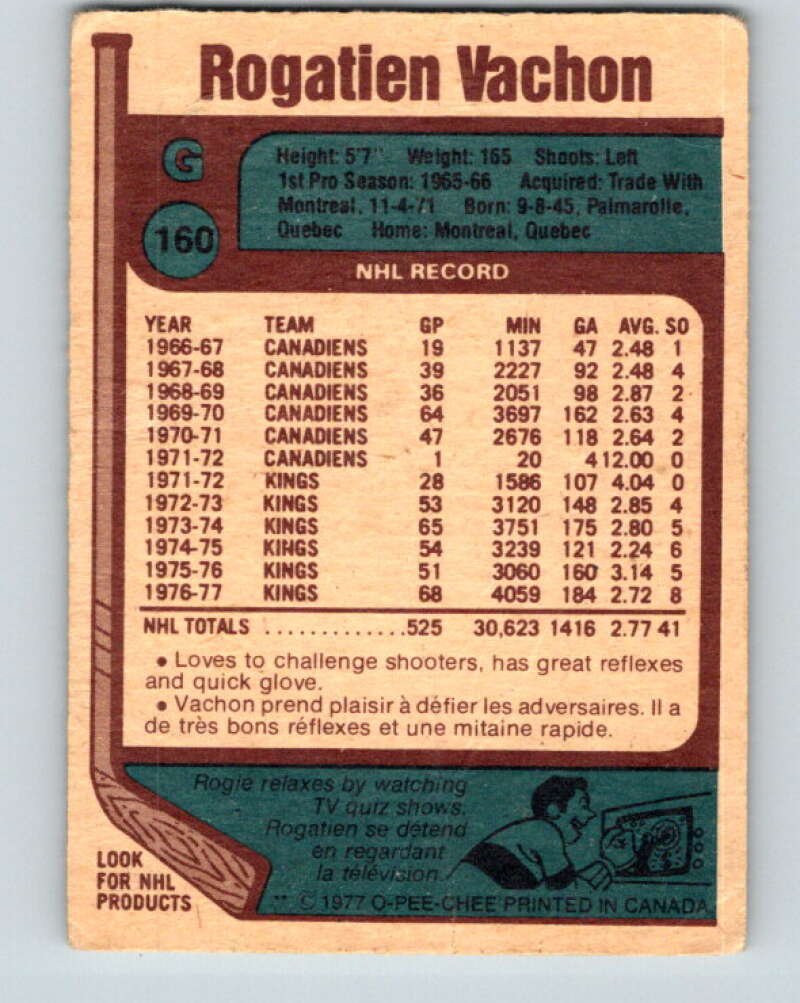 Rogatien Vachon
G
160
Height: 5'7" Weight: 165 Shoots: Left
1st Pro Season: 1965-66 Acquired: Trade With
Montreal, 11-4-71 Born: 9-8-45, Palmarolle,
Quebec Home: Montreal, Quebec
NHL RECORD
YEAR TEAM GP MIN GA AVG. SO
1966-67 CANADIENS 19 1137 47 2.48 1
1967-68 CANADIENS 39 2227 92 2.48 4
1968-69 CANADIENS 36 2051 98 2.87 2
1969-70 CANADIENS 64 3697 162 2.63 4
1970-71 CANADIENS 47 2676 118 2.64 2
1971-72 CANADIENS 1 20 4 12.00 0
1971-72 KINGS 28 1586 107 4.04 0
1972-73 KINGS 53 3120 148 2.85 4
1973-74 KINGS 65 3751 175 2.80 5
1974-75 KINGS 54 3239 121 2.24 6
1975-76 KINGS 51 3060 160 3.14 5
1976-77 KINGS 68 4059 184 2.72 8
NHL TOTALS .............525 30,623 1416 2.77 41
• Loves to challenge shooters, has great reflexes
and quick glove.
• Vachon prend plaisir à défier les adversaires. Il a
de très bons réflexes et une mitaine rapide.
Rogie relaxes by watching
TV quiz shows.
Rogatien se détend
en regardant
la télévision.
LOOK
FOR NHL
PRODUCTS
** © 1977 O-PEE-CHEE PRINTED IN CANADA